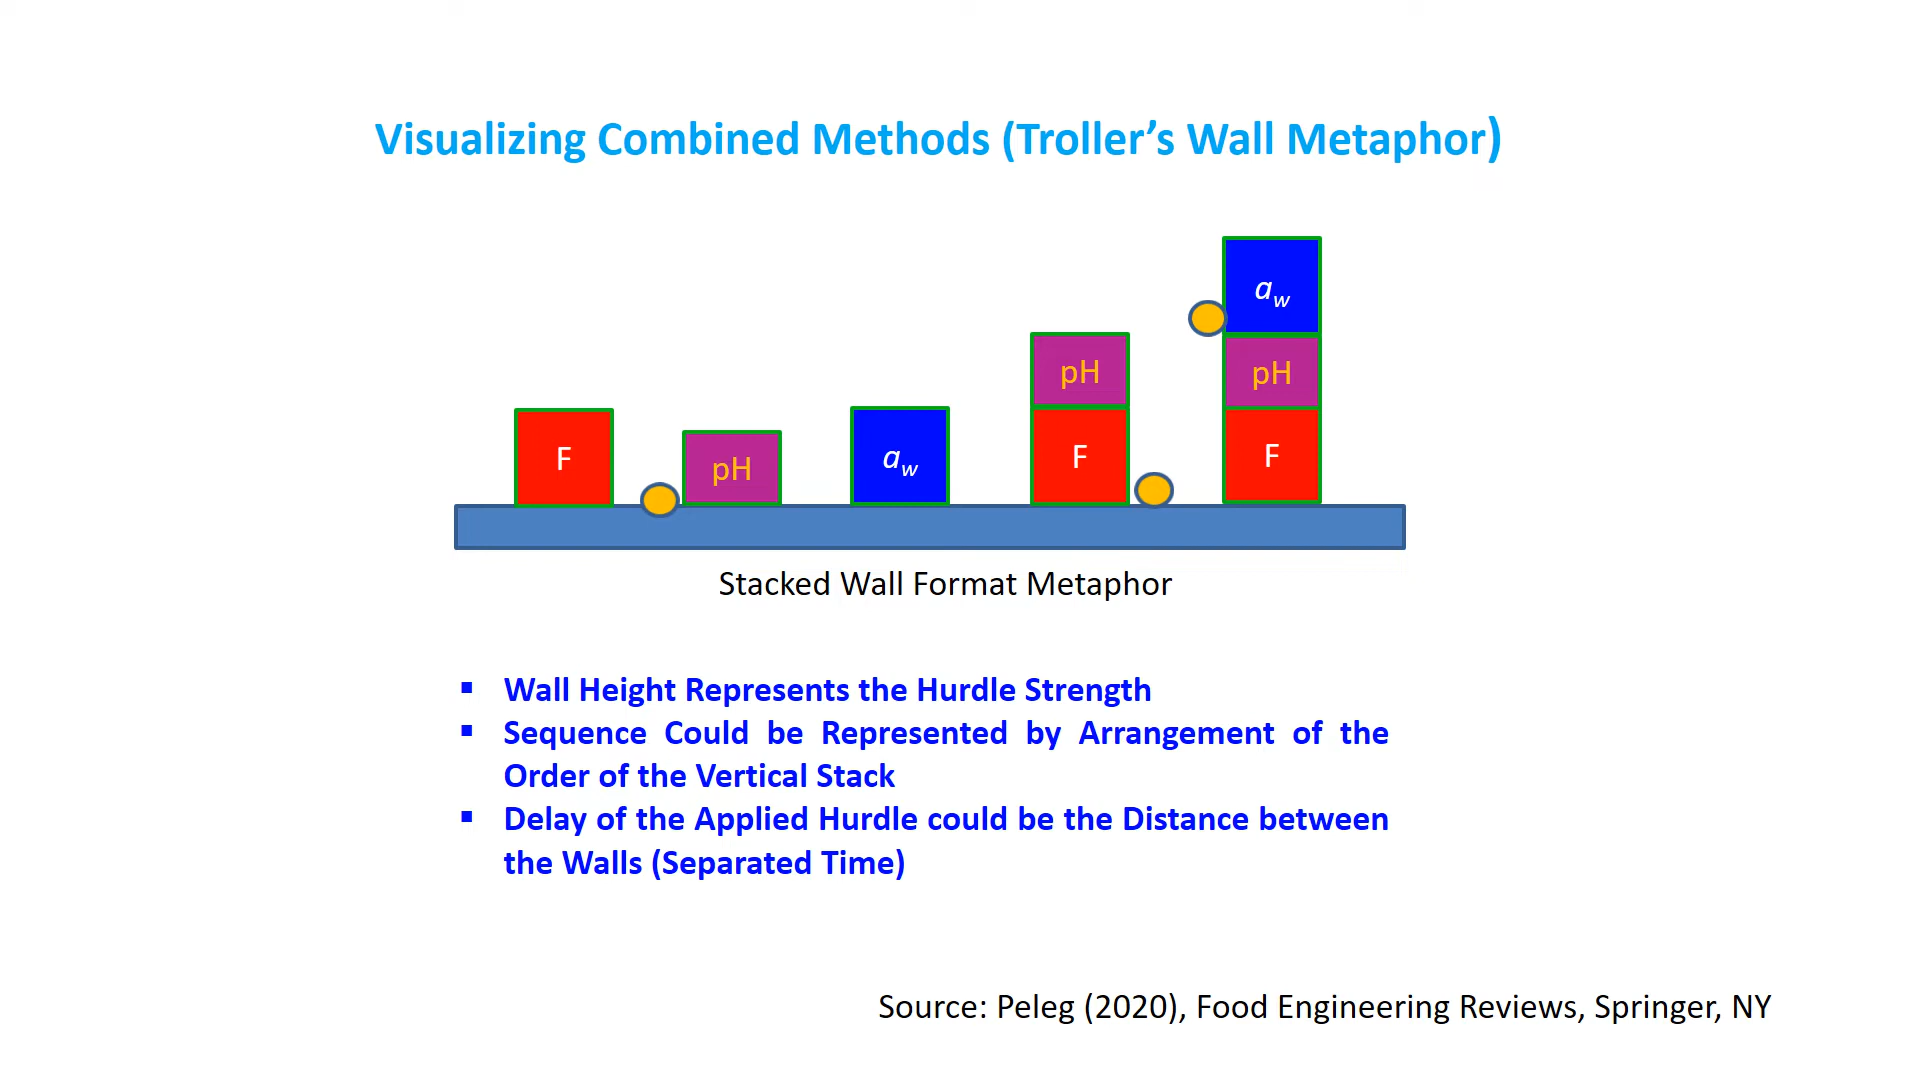 Visualizing Combined Methods (Troller’s Wall Metaphor)
aw
pH
pH
F
pH
aw
F
F
Stacked Wall Format Metaphor
▪ Wall Height Represents the Hurdle Strength
▪ Sequence Could be Represented by Arrangement of the
Order of the Vertical Stack
▪ Delay of the Applied Hurdle could be the Distance between
the Walls (Separated Time)
Source: Peleg (2020), Food Engineering Reviews, Springer, NY